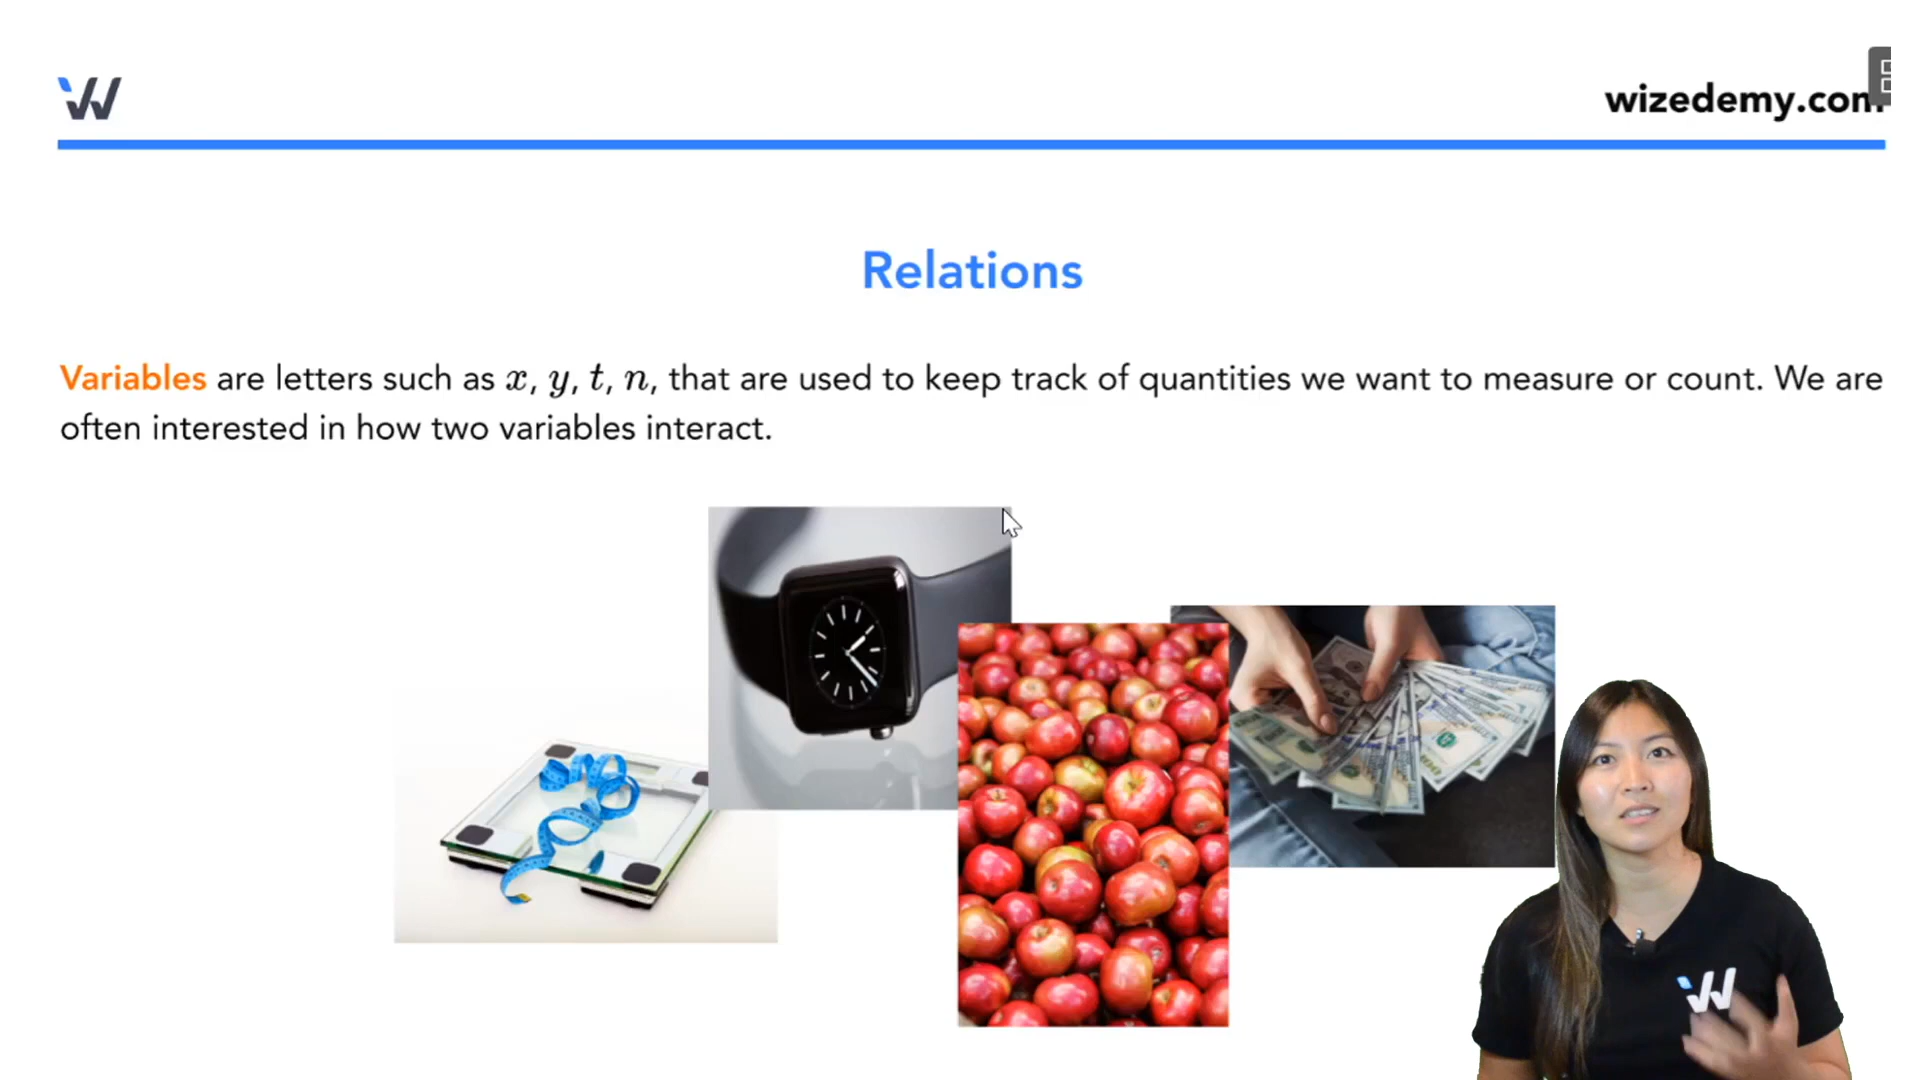 W
wizedemy.com
Relations
Variables are letters such as x, y, t, n, that are used to keep track of quantities we want to measure or count. We are
often interested in how two variables interact.
W